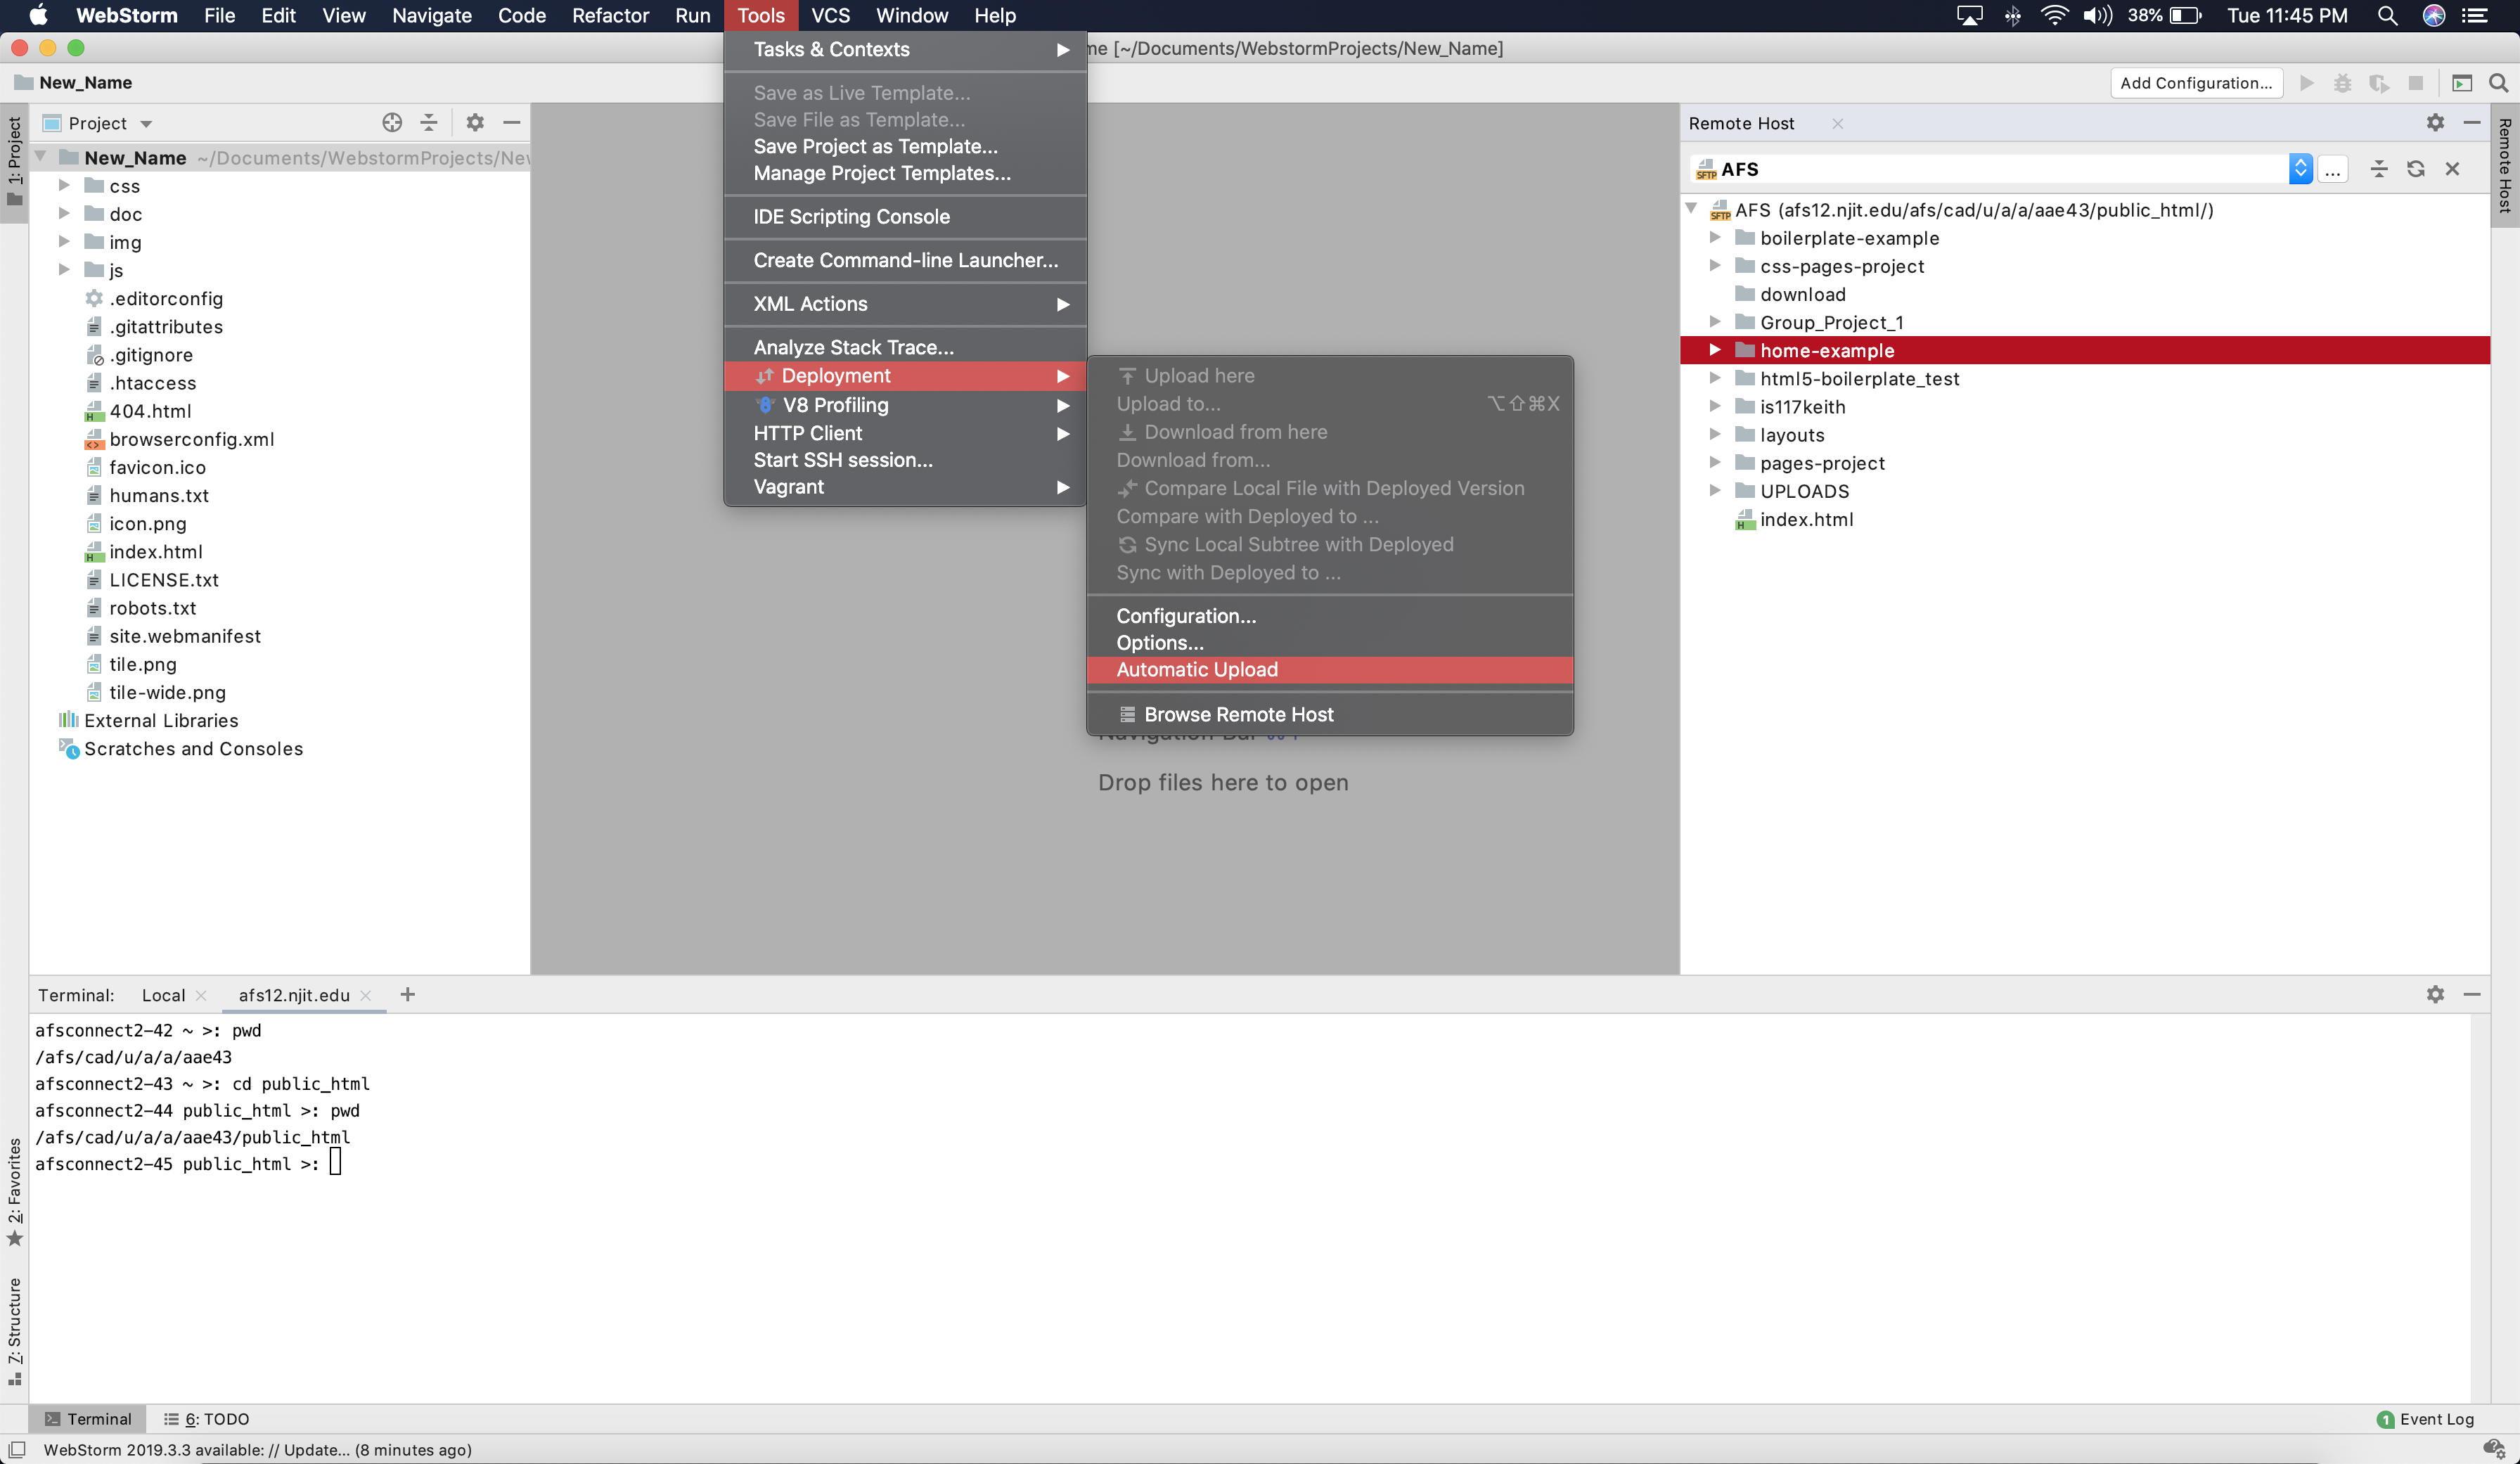 WebStorm File Edit View Navigate Code Refactor Run Tools VCS Window Help 38% Tue 11:45 PM
[~/Documents/WebstormProjects/New_Name]
New_Name
Add Configuration...
1: Project
Project
New_Name ~/Documents/WebstormProjects/Nev
css
doc
img
js
.editorconfig
.gitattributes
.gitignore
.htaccess
404.html
browserconfig.xml
favicon.ico
humans.txt
icon.png
index.html
LICENSE.txt
robots.txt
site.webmanifest
tile.png
tile-wide.png
External Libraries
Scratches and Consoles
Tasks & Contexts
Save as Live Template...
Save File as Template...
Save Project as Template...
Manage Project Templates...
IDE Scripting Console
Create Command-line Launcher...
XML Actions
Analyze Stack Trace...
Deployment
V8 Profiling
HTTP Client
Start SSH session...
Vagrant
Upload here
Upload to... ⌥⇧⌘X
Download from here
Download from...
Compare Local File with Deployed Version
Compare with Deployed to ...
Sync Local Subtree with Deployed
Sync with Deployed to ...
Configuration...
Options...
Automatic Upload
Browse Remote Host
Drop files here to open
Remote Host
SFTP AFS
...
SFTP AFS (afs12.njit.edu/afs/cad/u/a/a/aae43/public_html/)
boilerplate-example
css-pages-project
download
Group_Project_1
home-example
html5-boilerplate_test
is117keith
layouts
pages-project
UPLOADS
index.html
Remote Host
Terminal: Local afs12.njit.edu
afsconnect2-42 ~ >: pwd
/afs/cad/u/a/a/aae43
afsconnect2-43 ~ >: cd public_html
afsconnect2-44 public_html >: pwd
/afs/cad/u/a/a/aae43/public_html
afsconnect2-45 public_html >:
2: Favorites
7: Structure
Terminal 6: TODO
1 Event Log
WebStorm 2019.3.3 available: // Update... (8 minutes ago)